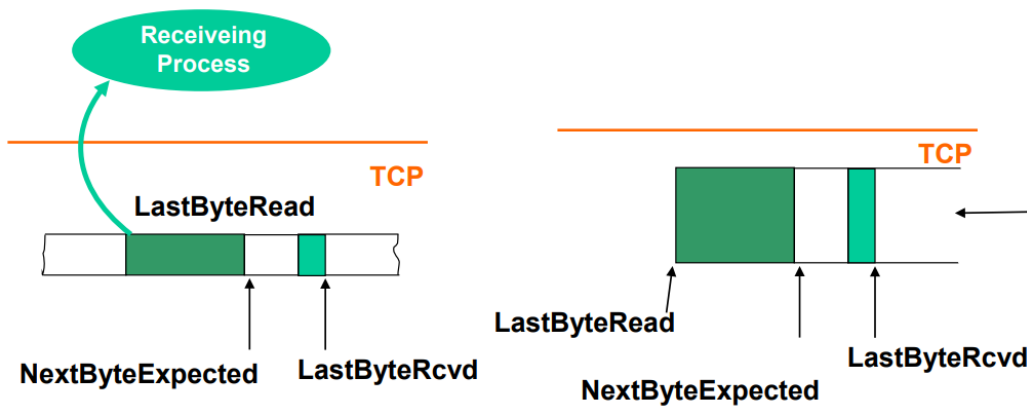 Receiveing
Process
TCP
LastByteRead
NextByteExpected
LastByteRcvd
TCP
LastByteRead
LastByteRcvd
NextByteExpected